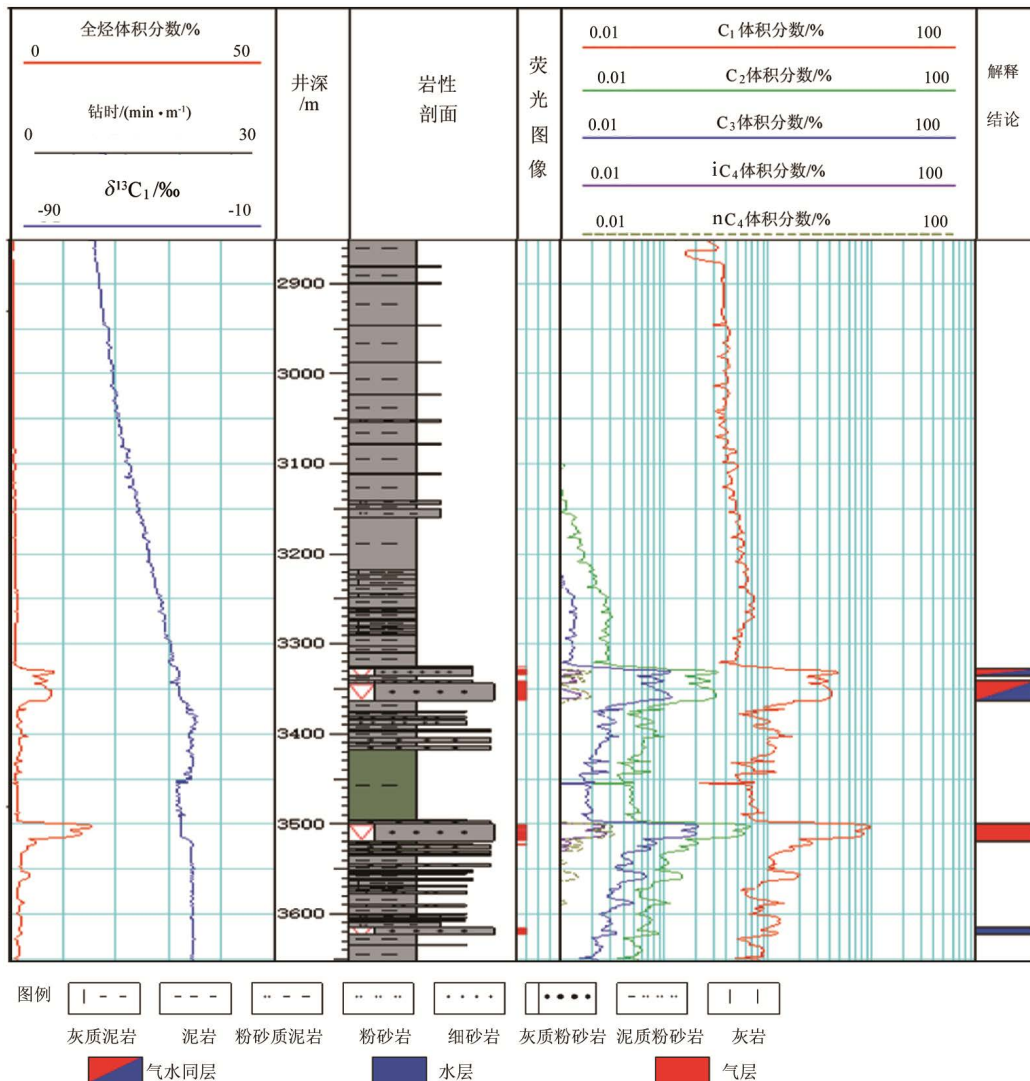 全烃体积分数/%
0 50
钻时/(min·m⁻¹)
0 30
δ¹³C₁/‰
-90 -10
井深
/m
岩性
剖面
荧光图像
0.01 C₁体积分数/% 100
0.01 C₂体积分数/% 100
0.01 C₃体积分数/% 100
0.01 iC₄体积分数/% 100
0.01 nC₄体积分数/% 100
解释
结论
2900
3000
3100
3200
3300
3400
3500
3600
图例
灰质泥岩 泥岩 粉砂质泥岩 粉砂岩 细砂岩 灰质粉砂岩 泥质粉砂岩 灰岩
气水同层 水层 气层